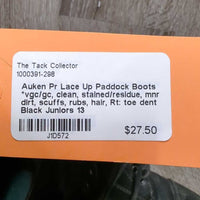 The Tack Collector
1000391-298
Auken Pr Lace Up Paddock Boots
*vgc/gc, clean, stained/residue, mnr
dirt, scuffs, rubs, hair, Rt: toe dent
Black Juniors 13
J1D572
$27.50